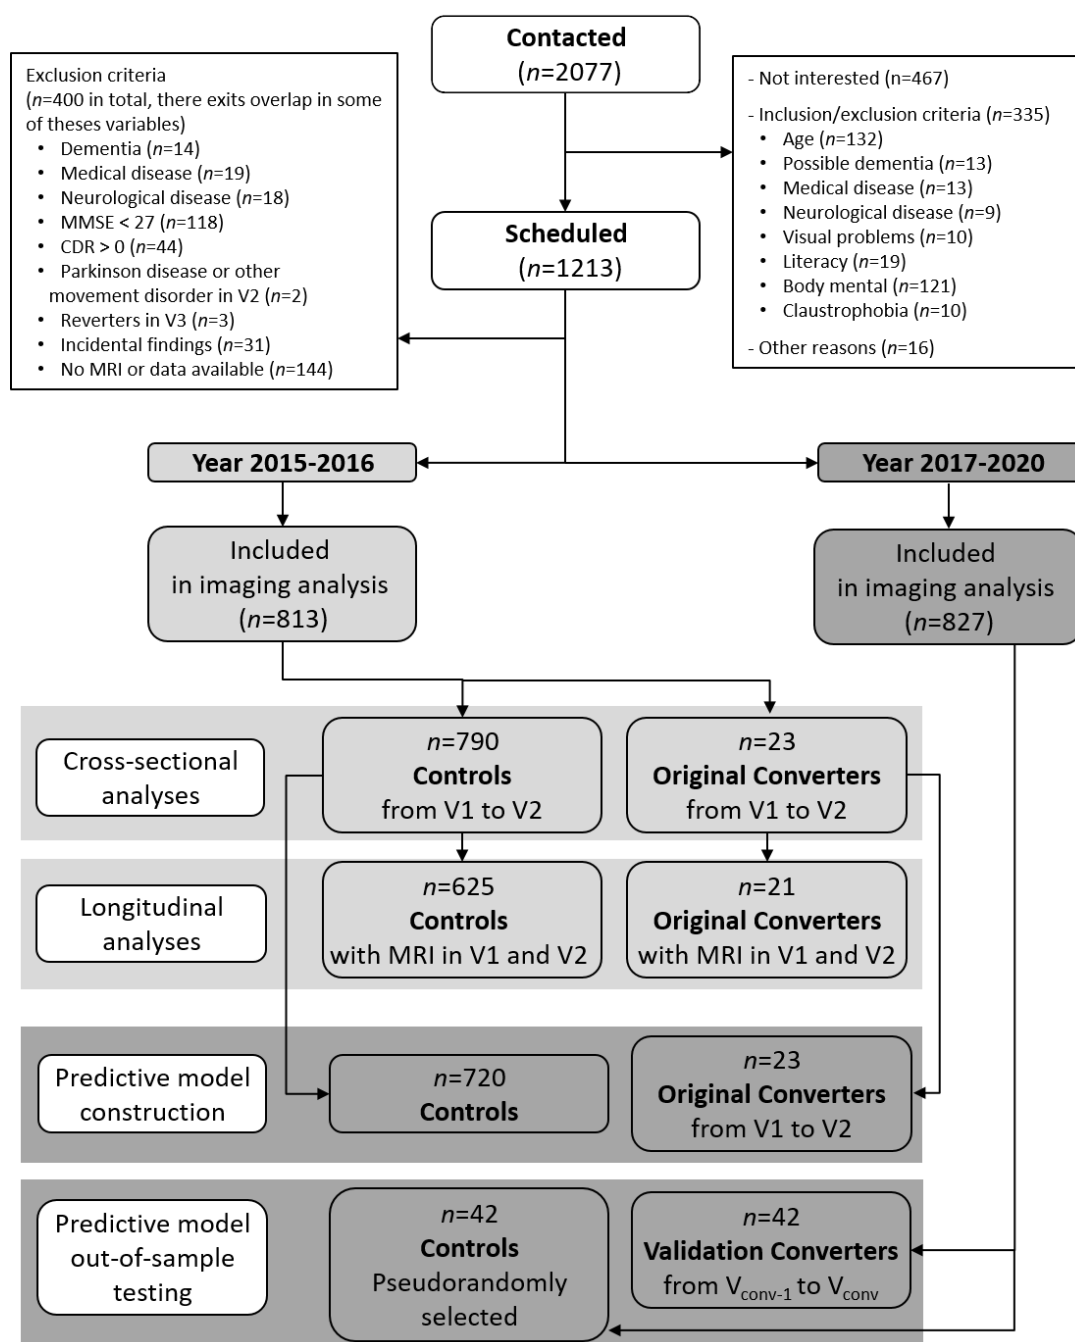 Contacted
(n=2077)
Exclusion criteria
(n=400 in total, there exits overlap in some
of theses variables)
• Dementia (n=14)
• Medical disease (n=19)
• Neurological disease (n=18)
• MMSE < 27 (n=118)
• CDR > 0 (n=44)
• Parkinson disease or other
movement disorder in V2 (n=2)
• Reverters in V3 (n=3)
• Incidental findings (n=31)
• No MRI or data available (n=144)
- Not interested (n=467)
- Inclusion/exclusion criteria (n=335)
• Age (n=132)
• Possible dementia (n=13)
• Medical disease (n=13)
• Neurological disease (n=9)
• Visual problems (n=10)
• Literacy (n=19)
• Body mental (n=121)
• Claustrophobia (n=10)
- Other reasons (n=16)
Scheduled
(n=1213)
Year 2015-2016
Year 2017-2020
Included
in imaging analysis
(n=813)
Included
in imaging analysis
(n=827)
Cross-sectional
analyses
n=790
Controls
from V1 to V2
n=23
Original Converters
from V1 to V2
Longitudinal
analyses
n=625
Controls
with MRI in V1 and V2
n=21
Original Converters
with MRI in V1 and V2
Predictive model
construction
n=720
Controls
n=23
Original Converters
from V1 to V2
Predictive model
out-of-sample
testing
n=42
Controls
Pseudorandomly
selected
n=42
Validation Converters
from Vconv-1 to Vconv